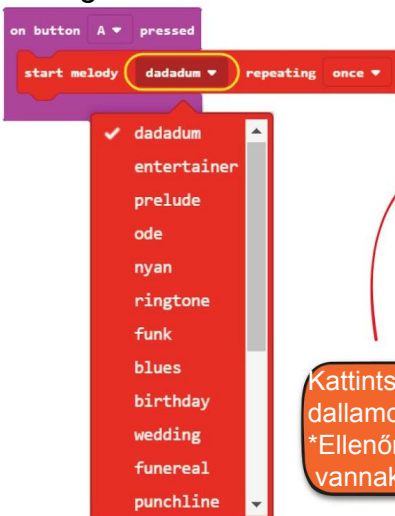 on button A pressed
start melody dadadum repeating once
dadadum
entertainer
prelude
ode
nyan
ringtone
funk
blues
birthday
wedding
funereal
punchline
Kattints
dallamo
*Ellenőr
vannak